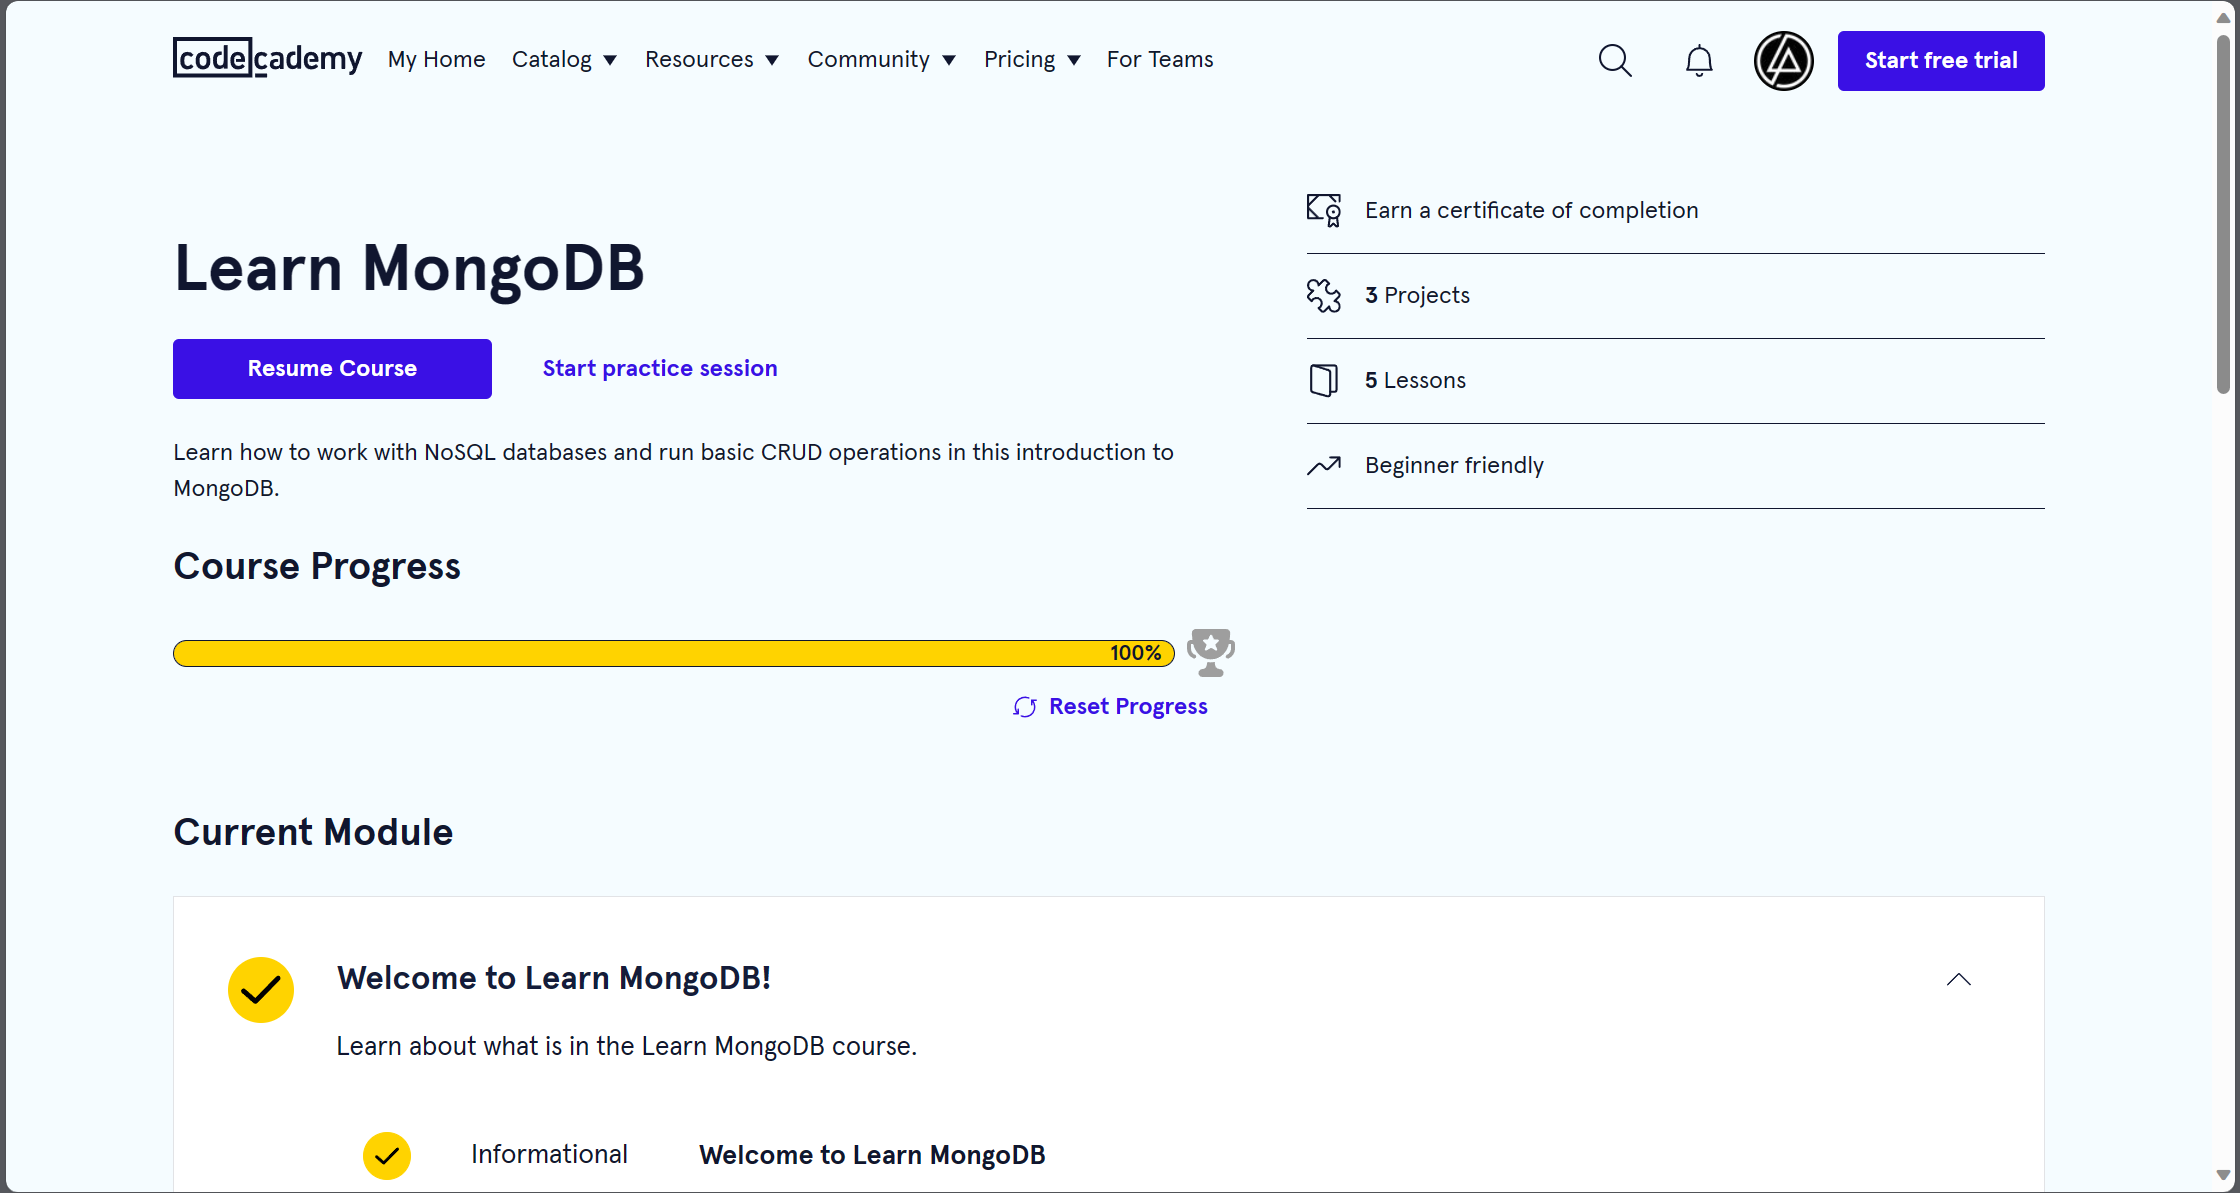 codecademy
My Home
Catalog
Resources
Community
Pricing
For Teams
Start free trial
Learn MongoDB
Resume Course
Start practice session
Learn how to work with NoSQL databases and run basic CRUD operations in this introduction to
MongoDB.
Earn a certificate of completion
3 Projects
5 Lessons
Beginner friendly
Course Progress
100%
Reset Progress
Current Module
Welcome to Learn MongoDB!
Learn about what is in the Learn MongoDB course.
Informational
Welcome to Learn MongoDB